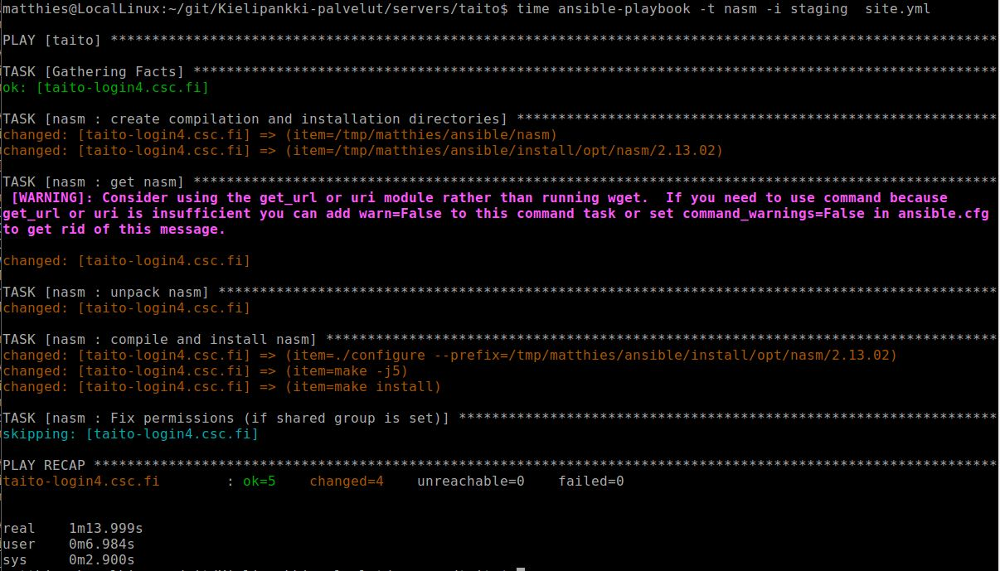 matthies@LocalLinux:~/git/Kielipankki-palvelut/servers/taito$ time ansible-playbook -t nasm -i staging  site.yml
PLAY [taito] ***********************************************************************************************************
TASK [Gathering Facts] *************************************************************************************************
ok: [taito-login4.csc.fi]
TASK [nasm : create compilation and installation directories] **********************************************************
changed: [taito-login4.csc.fi] => (item=/tmp/matthies/ansible/nasm)
changed: [taito-login4.csc.fi] => (item=/tmp/matthies/ansible/install/opt/nasm/2.13.02)
TASK [nasm : get nasm] *************************************************************************************************
[WARNING]: Consider using the get_url or uri module rather than running wget.  If you need to use command because
get_url or uri is insufficient you can add warn=False to this command task or set command_warnings=False in ansible.cfg
to get rid of this message.
changed: [taito-login4.csc.fi]
TASK [nasm : unpack nasm] **********************************************************************************************
changed: [taito-login4.csc.fi]
TASK [nasm : compile and install nasm] *********************************************************************************
changed: [taito-login4.csc.fi] => (item=./configure --prefix=/tmp/matthies/ansible/install/opt/nasm/2.13.02)
changed: [taito-login4.csc.fi] => (item=make -j5)
changed: [taito-login4.csc.fi] => (item=make install)
TASK [nasm : Fix permissions (if shared group is set)] *****************************************************************
skipping: [taito-login4.csc.fi]
PLAY RECAP *************************************************************************************************************
taito-login4.csc.fi        : ok=5    changed=4    unreachable=0    failed=0
real    1m13.999s
user    0m6.984s
sys     0m2.900s